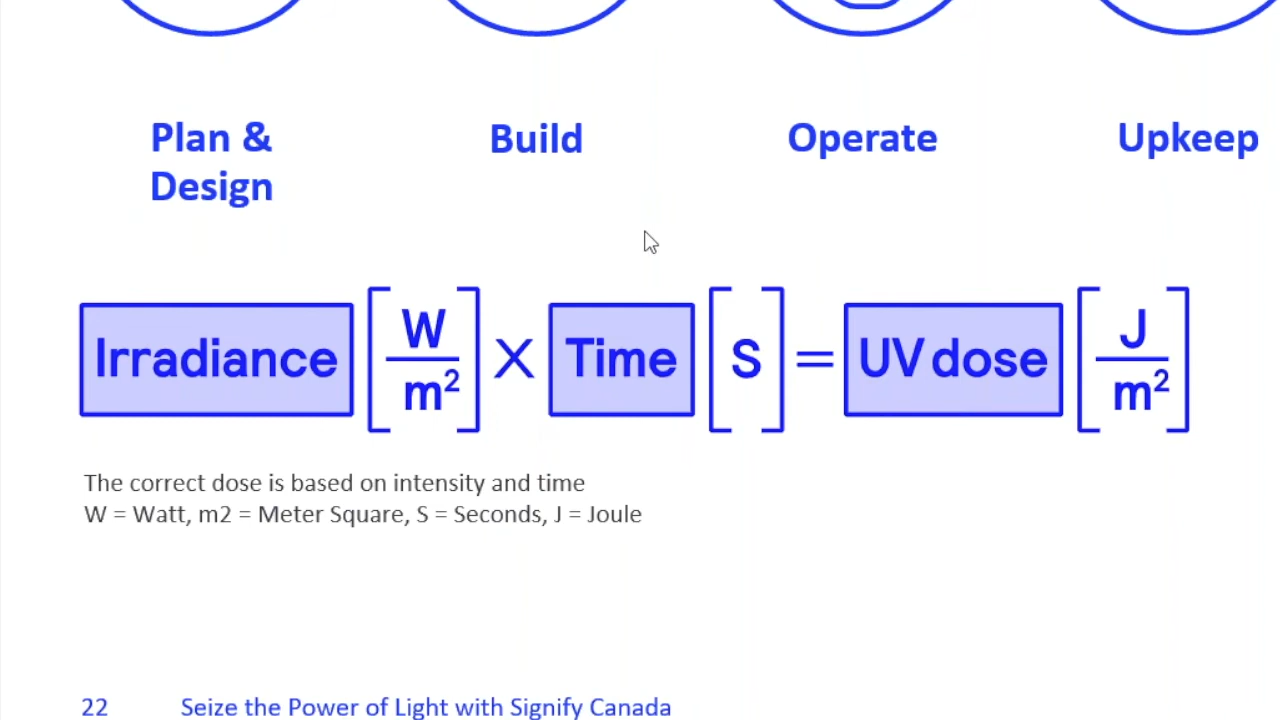 Plan &
Design
Build
Operate
Upkeep
Irradiance [W/m²] X Time [S] = UV dose [J/m²]
The correct dose is based on intensity and time
W = Watt, m2 = Meter Square, S = Seconds, J = Joule
22 Seize the Power of Light with Signify Canada